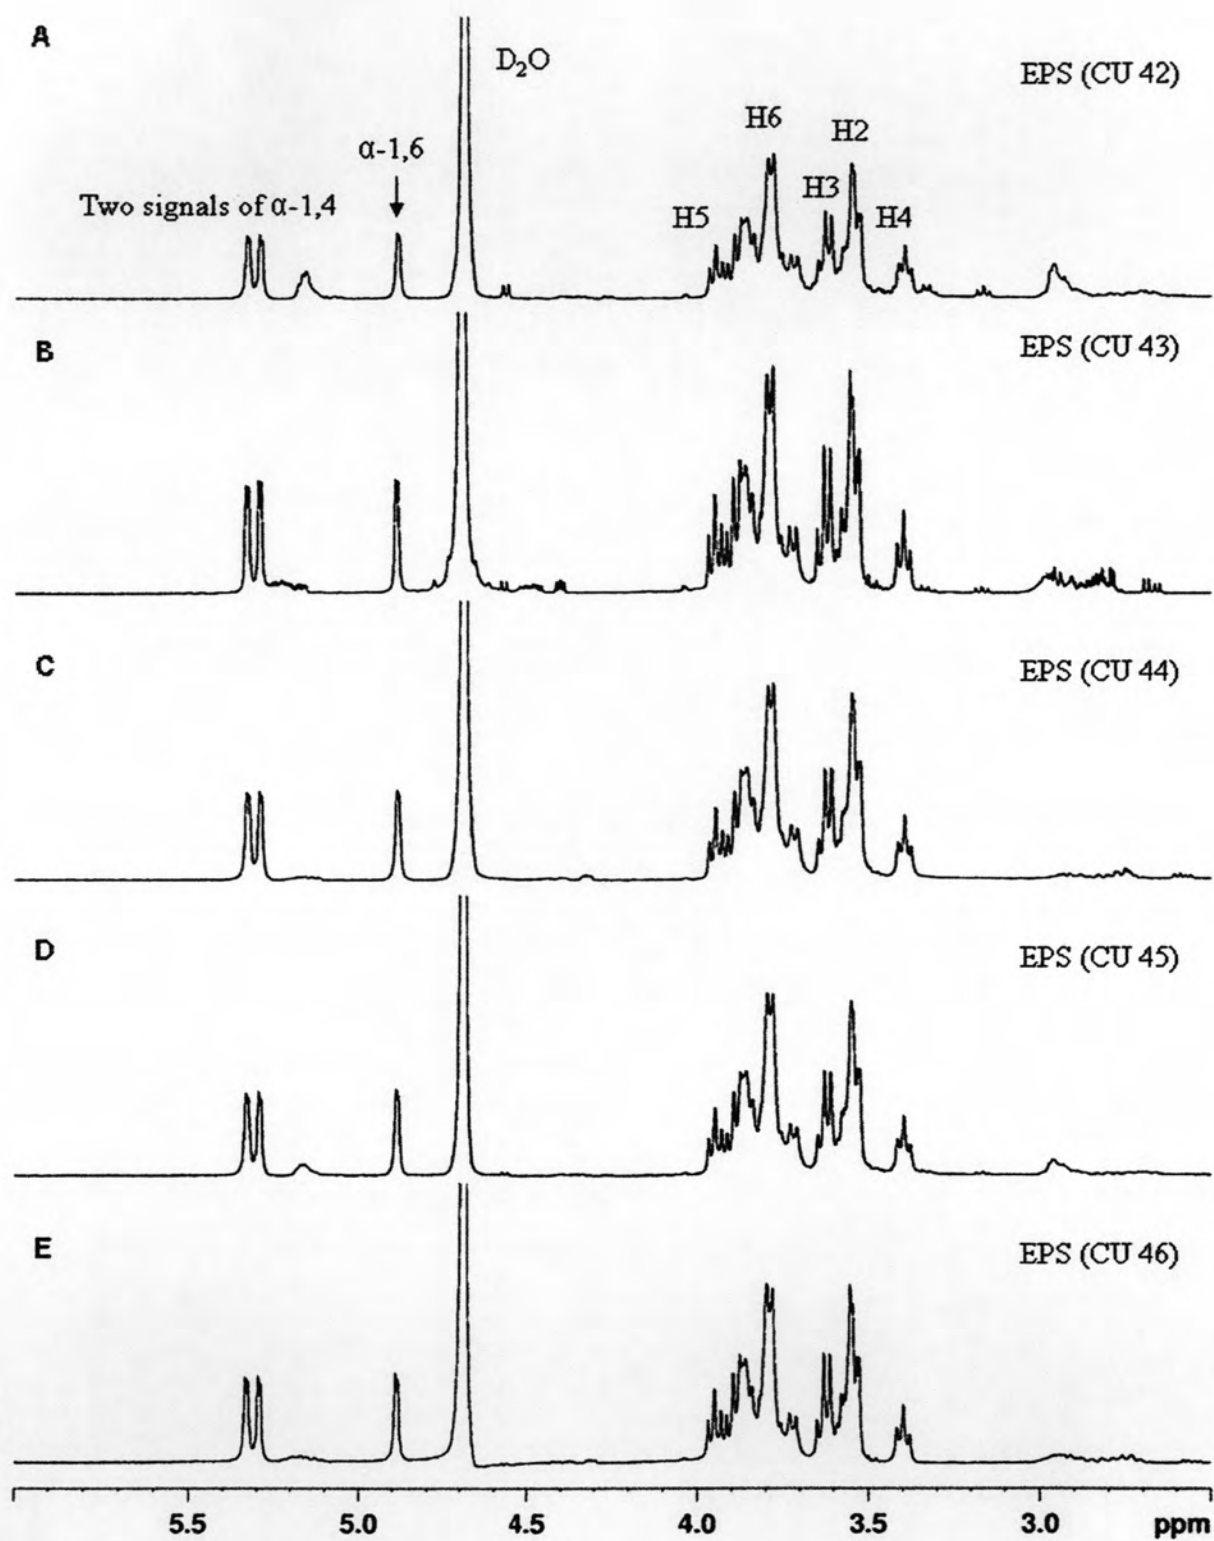 A
D₂O
EPS (CU 42)
α-1,6
H6
H2
Two signals of α-1,4
H5
H3
H4
B
EPS (CU 43)
C
EPS (CU 44)
D
EPS (CU 45)
E
EPS (CU 46)
5.5 5.0 4.5 4.0 3.5 3.0 ppm